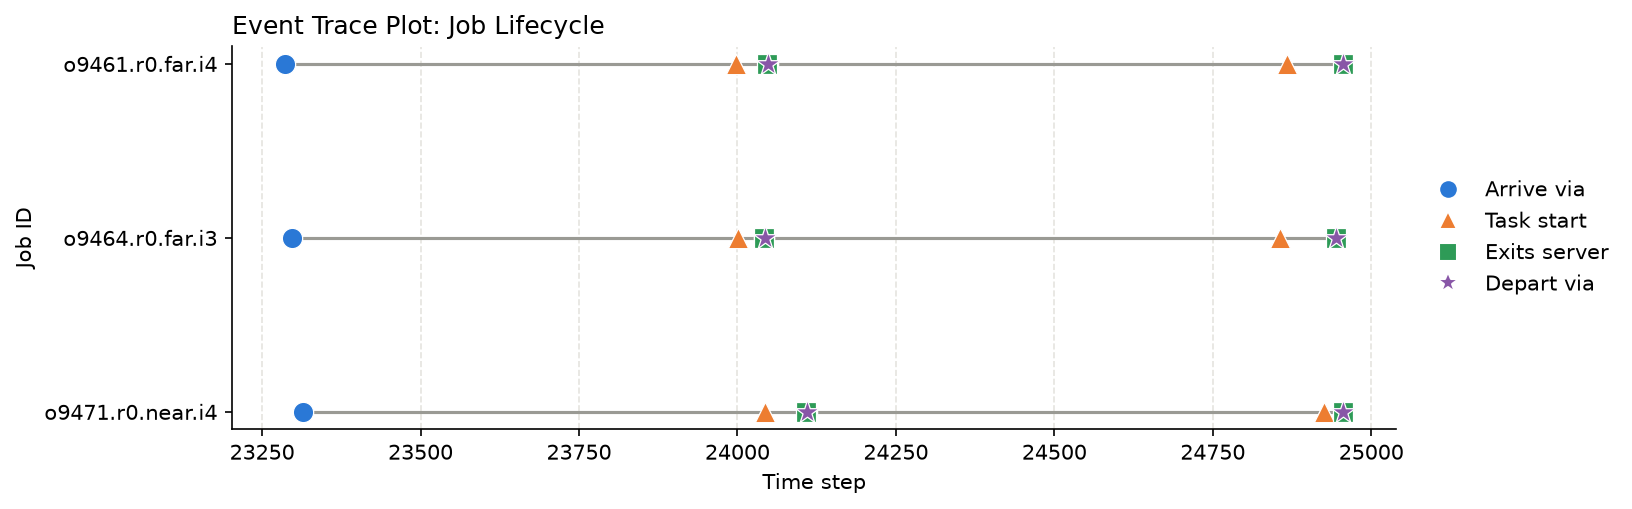 Event Trace Plot: Job Lifecycle
Job ID
o9461.r0.far.i4
o9464.r0.far.i3
o9471.r0.near.i4
23250 23500 23750 24000 24250 24500 24750 25000
Time step
Arrive via
Task start
Exits server
Depart via